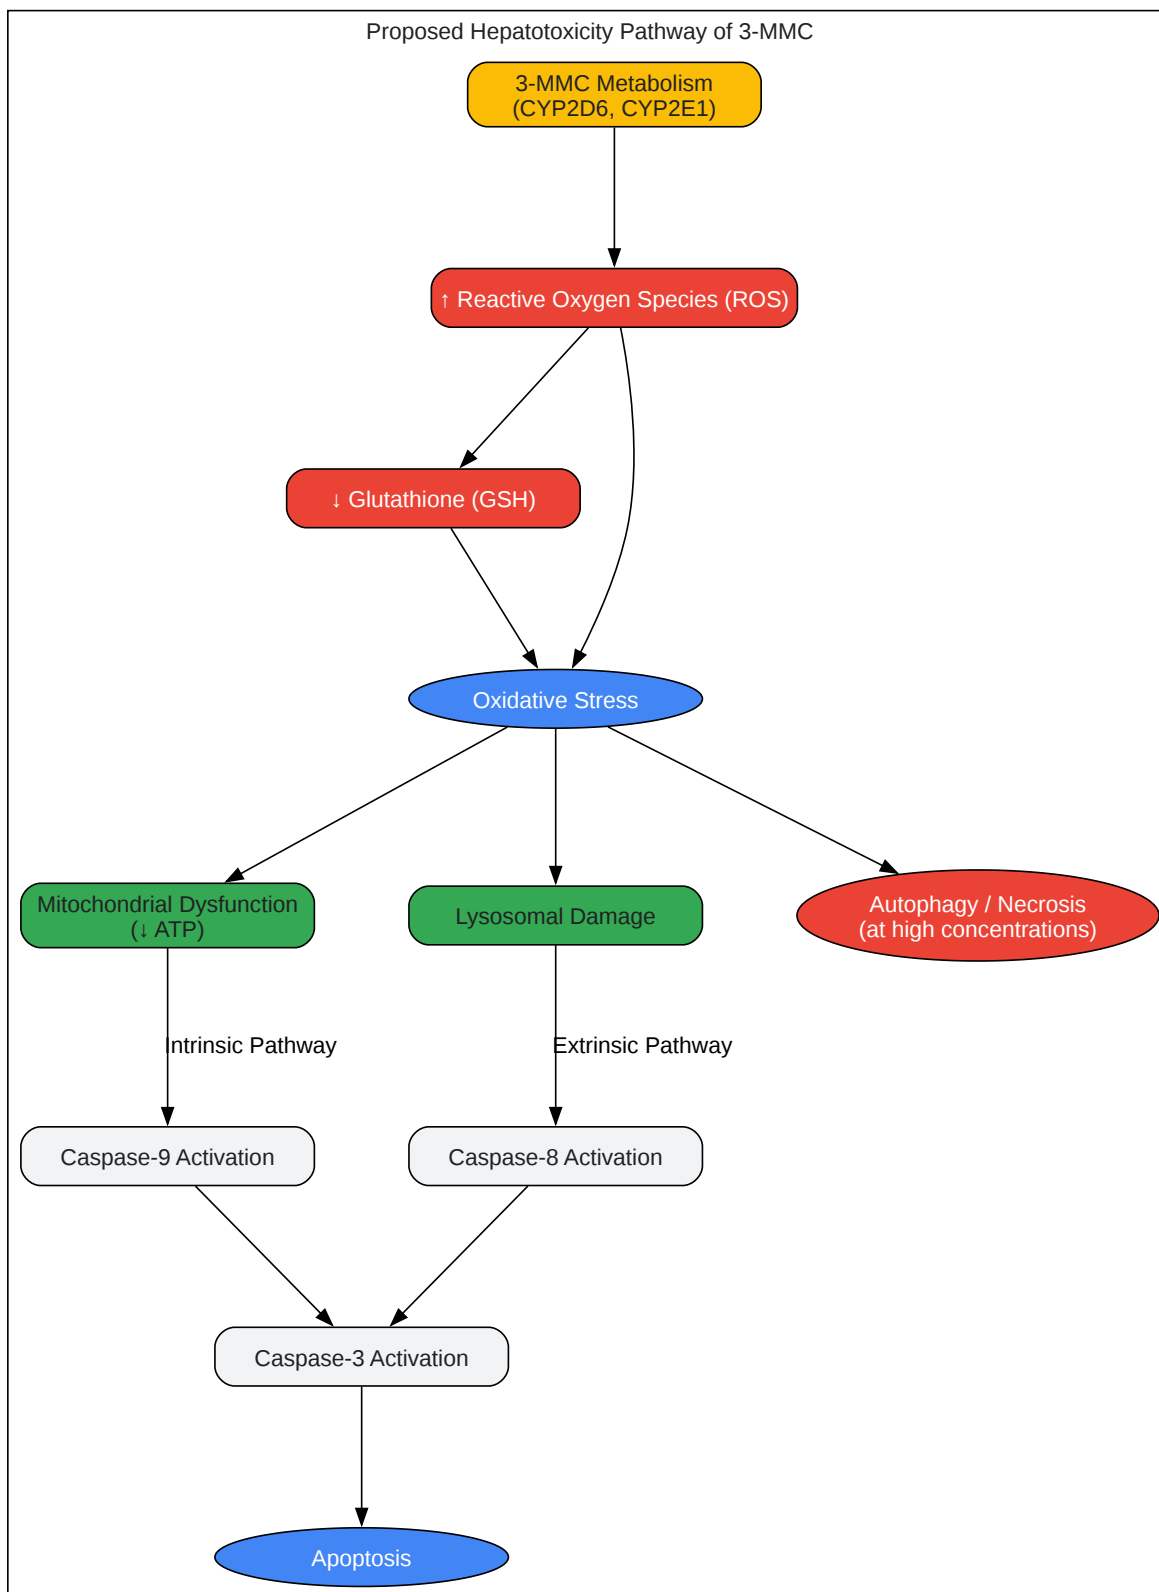 Proposed Hepatotoxicity Pathway of 3-MMC
3-MMC Metabolism
(CYP2D6, CYP2E1)
↑ Reactive Oxygen Species (ROS)
↓ Glutathione (GSH)
Oxidative Stress
Mitochondrial Dysfunction
(↓ ATP)
Lysosomal Damage
Autophagy / Necrosis
(at high concentrations)
Intrinsic Pathway
Extrinsic Pathway
Caspase-9 Activation
Caspase-8 Activation
Caspase-3 Activation
Apoptosis